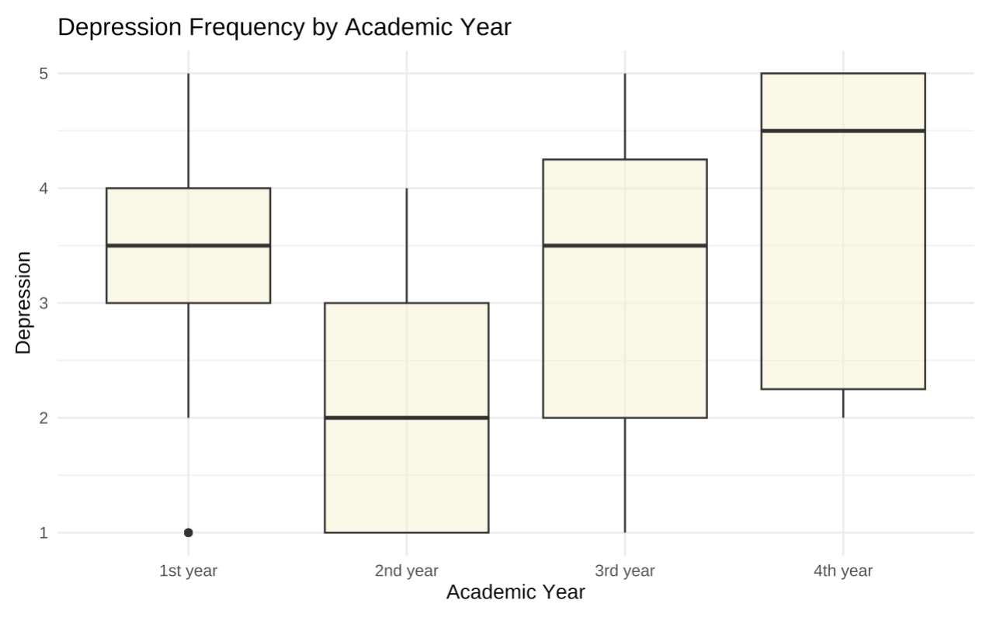 Depression Frequency by Academic Year
Depression
5
4
3
2
1
1st year
2nd year
3rd year
4th year
Academic Year